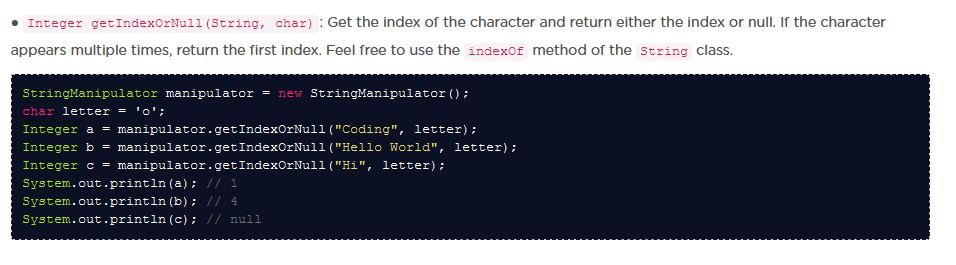 • Integer getIndexOrNull(String, char) : Get the index of the character and return either the index or null. If the character
appears multiple times, return the first index. Feel free to use the indexOf method of the String class.
StringManipulator manipulator = new StringManipulator();
char letter = 'o';
Integer a = manipulator.getIndexOrNull("Coding", letter);
Integer b = manipulator.getIndexOrNull("Hello World", letter);
Integer c = manipulator.getIndexOrNull("Hi", letter);
System.out.println(a); // 1
System.out.println(b); // 4
System.out.println(c); // null